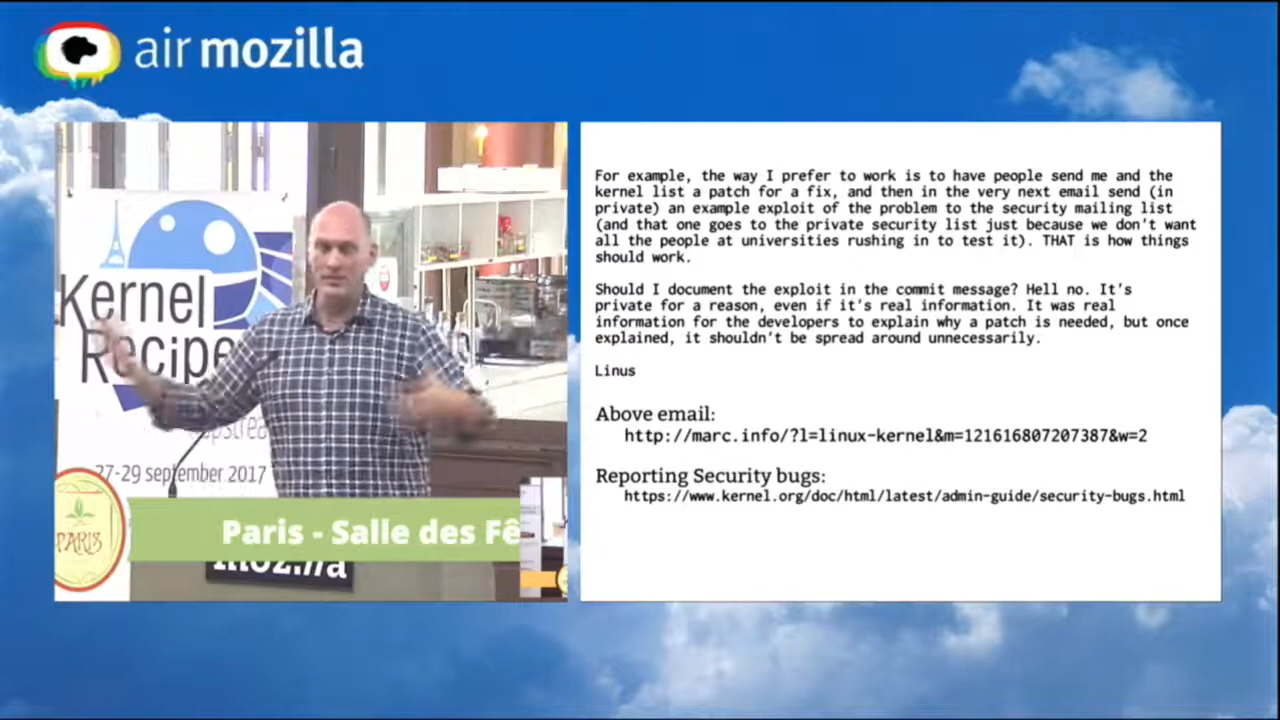 air mozilla
Kernel
Recipe
27-29 september 2017
PARIS
Paris - Salle des Fê
moz://a
For example, the way I prefer to work is to have people send me and the
kernel list a patch for a fix, and then in the very next email send (in
private) an example exploit of the problem to the security mailing list
(and that one goes to the private security list just because we don't want
all the people at universities rushing in to test it). THAT is how things
should work.
Should I document the exploit in the commit message? Hell no. It's
private for a reason, even if it's real information. It was real
information for the developers to explain why a patch is needed, but once
explained, it shouldn't be spread around unnecessarily.
Linus
Above email:
http://marc.info/?l=linux-kernel&m=121616807207387&w=2
Reporting Security bugs:
https://www.kernel.org/doc/html/latest/admin-guide/security-bugs.html